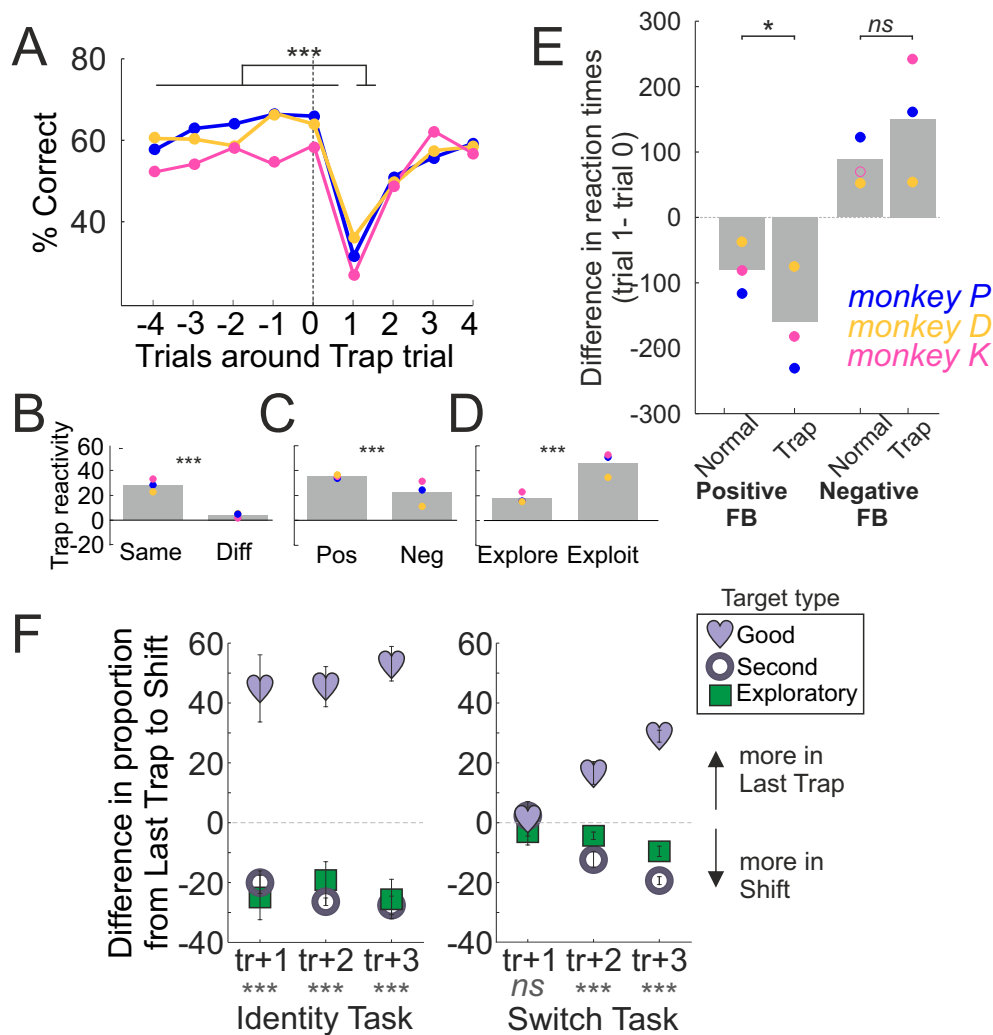 A
80
60
40
% Correct
***
-4 -3 -2 -1 0 1 2 3 4
Trials around Trap trial
E
300
200
100
0
-100
-200
-300
Difference in reaction times
(trial 1- trial 0)
*
ns
monkey P
monkey D
monkey K
Normal Trap Normal Trap
Positive FB
Negative FB
B
Trap reactivity
60
40
20
0
-20
***
Same Diff
C
***
Pos Neg
D
***
Explore Exploit
F
Difference in proportion
from Last Trap to Shift
60
40
20
0
-20
-40
tr+1 tr+2 tr+3
*** *** ***
Identity Task
60
40
20
0
-20
-40
tr+1 tr+2 tr+3
ns *** ***
Switch Task
Target type
Good
Second
Exploratory
more in
Last Trap
more in
Shift